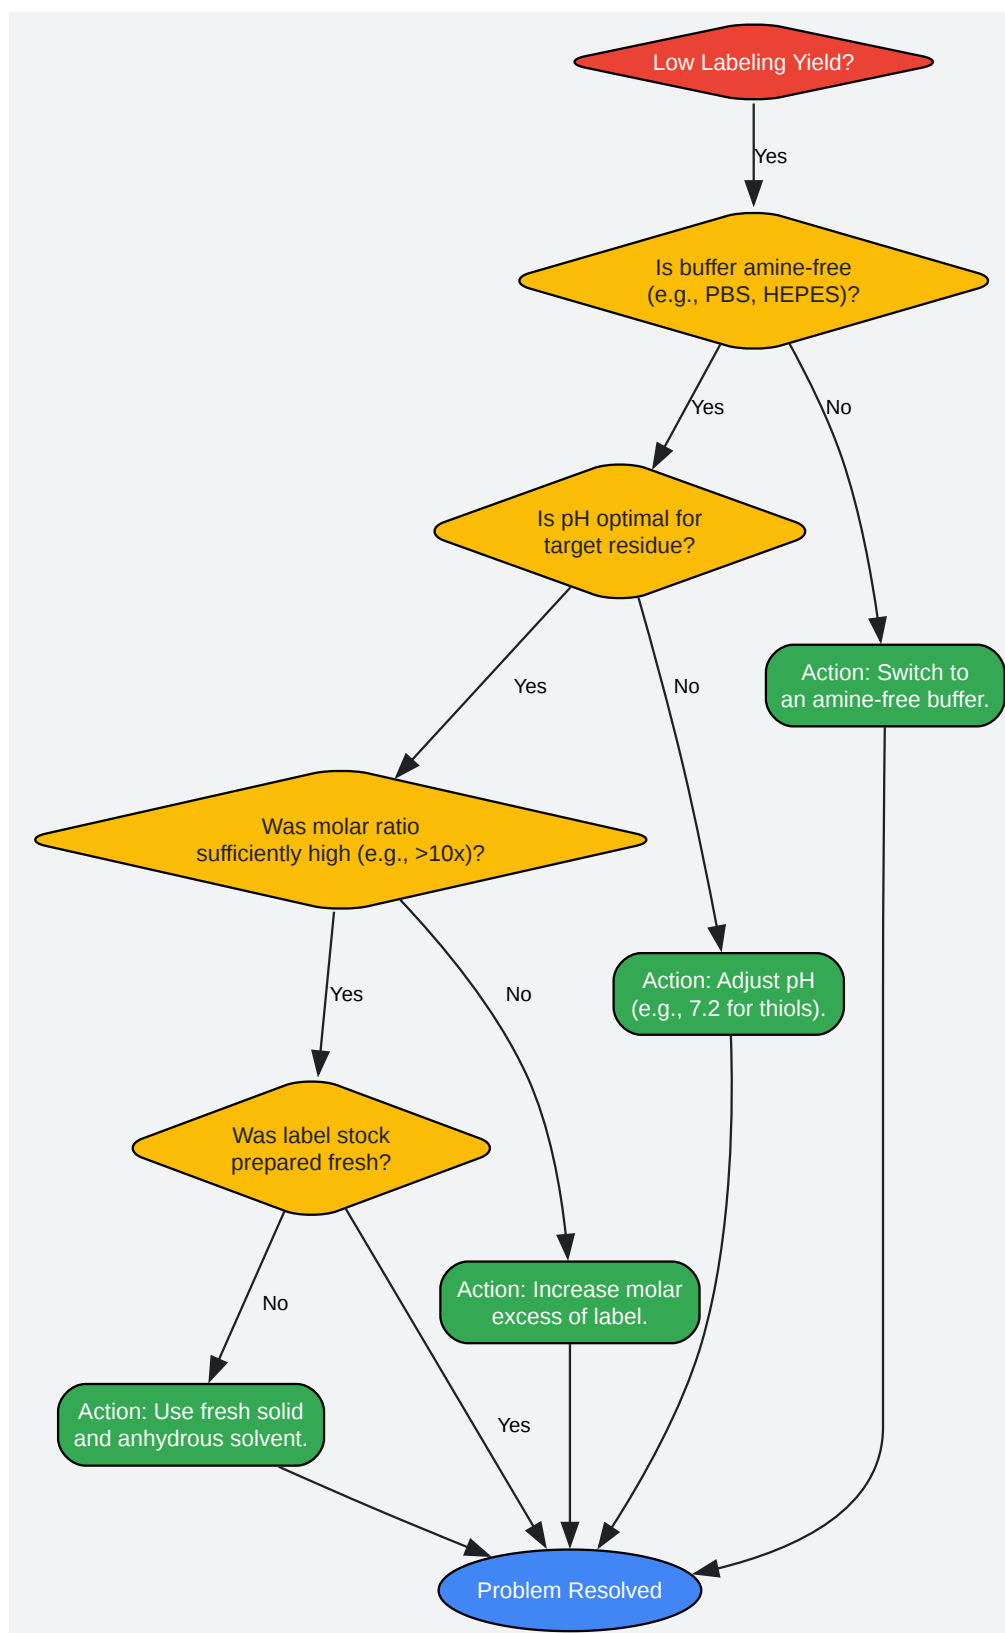 Low Labeling Yield?
Yes
Is buffer amine-free
(e.g., PBS, HEPES)?
Yes
No
Is pH optimal for
target residue?
Action: Switch to
an amine-free buffer.
Yes
No
Was molar ratio
sufficiently high (e.g., >10x)?
Action: Adjust pH
(e.g., 7.2 for thiols).
Yes
No
Was label stock
prepared fresh?
Action: Increase molar
excess of label.
No
Yes
Action: Use fresh solid
and anhydrous solvent.
Problem Resolved